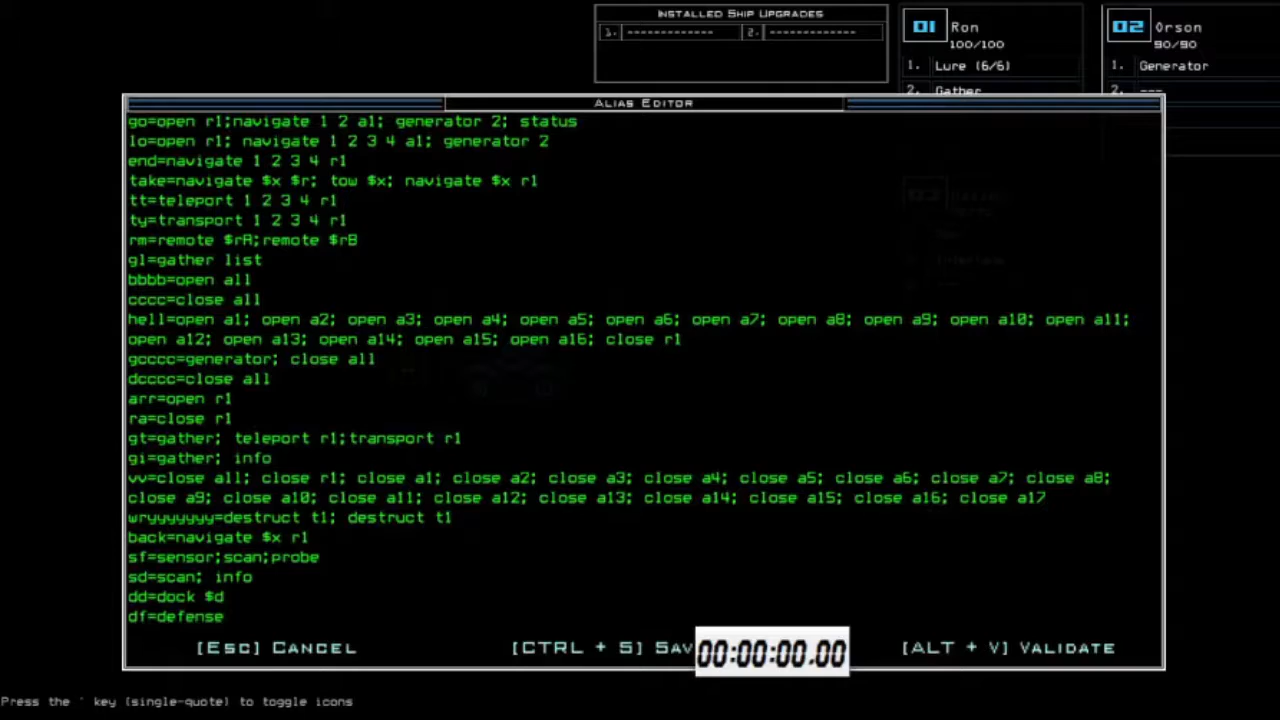 Installed Ship Upgrades
1. ------------- 2. -------------
01 Ron
100/100
1. Lure (6/6)
2. Gather
02 Orson
90/90
1. Generator
2. ---
Alias Editor
go=open r1;navigate 1 2 a1; generator 2; status
lo=open r1; navigate 1 2 3 4 a1; generator 2
end=navigate 1 2 3 4 r1
take=navigate $x $r; tow $x; navigate $x r1
tt=teleport 1 2 3 4 r1
ty=transport 1 2 3 4 r1
rm=remote $rA;remote $rB
gl=gather list
bbbb=open all
cccc=close all
hell=open a1; open a2; open a3; open a4; open a5; open a6; open a7; open a8; open a9; open a10; open a11;
open a12; open a13; open a14; open a15; open a16; close r1
gcccc=generator; close all
dcccc=close all
arr=open r1
ra=close r1
gt=gather; teleport r1;transport r1
gi=gather; info
vv=close all; close r1; close a1; close a2; close a3; close a4; close a5; close a6; close a7; close a8;
close a9; close a10; close a11; close a12; close a13; close a14; close a15; close a16; close a17
wryyyyyyy=destruct t1; destruct t1
back=navigate $x r1
sf=sensor;scan;probe
sd=scan; info
dd=dock $d
df=defense
[Esc] Cancel
[CTRL + S] Sav
00:00:00.00
[ALT + V] Validate
Press the ' key (single-quote) to toggle icons